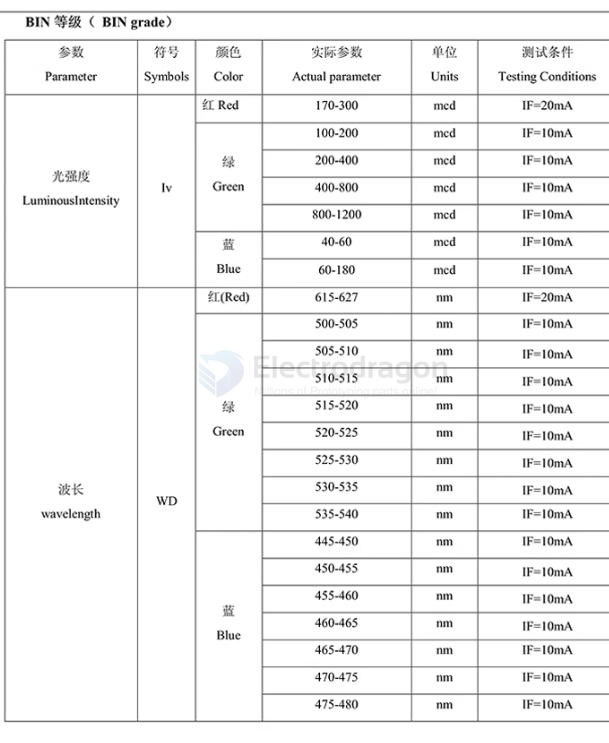 BIN 等级（ BIN grade）
参数 符号 颜色 实际参数 单位 测试条件
Parameter Symbols Color Actual parameter Units Testing Conditions
光强度
LuminousIntensity
Iv
红 Red 170-300 mcd IF=20mA
绿
Green
100-200 mcd IF=10mA
200-400 mcd IF=10mA
400-800 mcd IF=10mA
800-1200 mcd IF=10mA
蓝
Blue
40-60 mcd IF=10mA
60-180 mcd IF=10mA
波长
wavelength
WD
红(Red) 615-627 nm IF=20mA
绿
Green
500-505 nm IF=10mA
505-510 nm IF=10mA
510-515 nm IF=10mA
515-520 nm IF=10mA
520-525 nm IF=10mA
525-530 nm IF=10mA
530-535 nm IF=10mA
535-540 nm IF=10mA
蓝
Blue
445-450 nm IF=10mA
450-455 nm IF=10mA
455-460 nm IF=10mA
460-465 nm IF=10mA
465-470 nm IF=10mA
470-475 nm IF=10mA
475-480 nm IF=10mA
Electrodragon
Millions of Prototyping parts online!